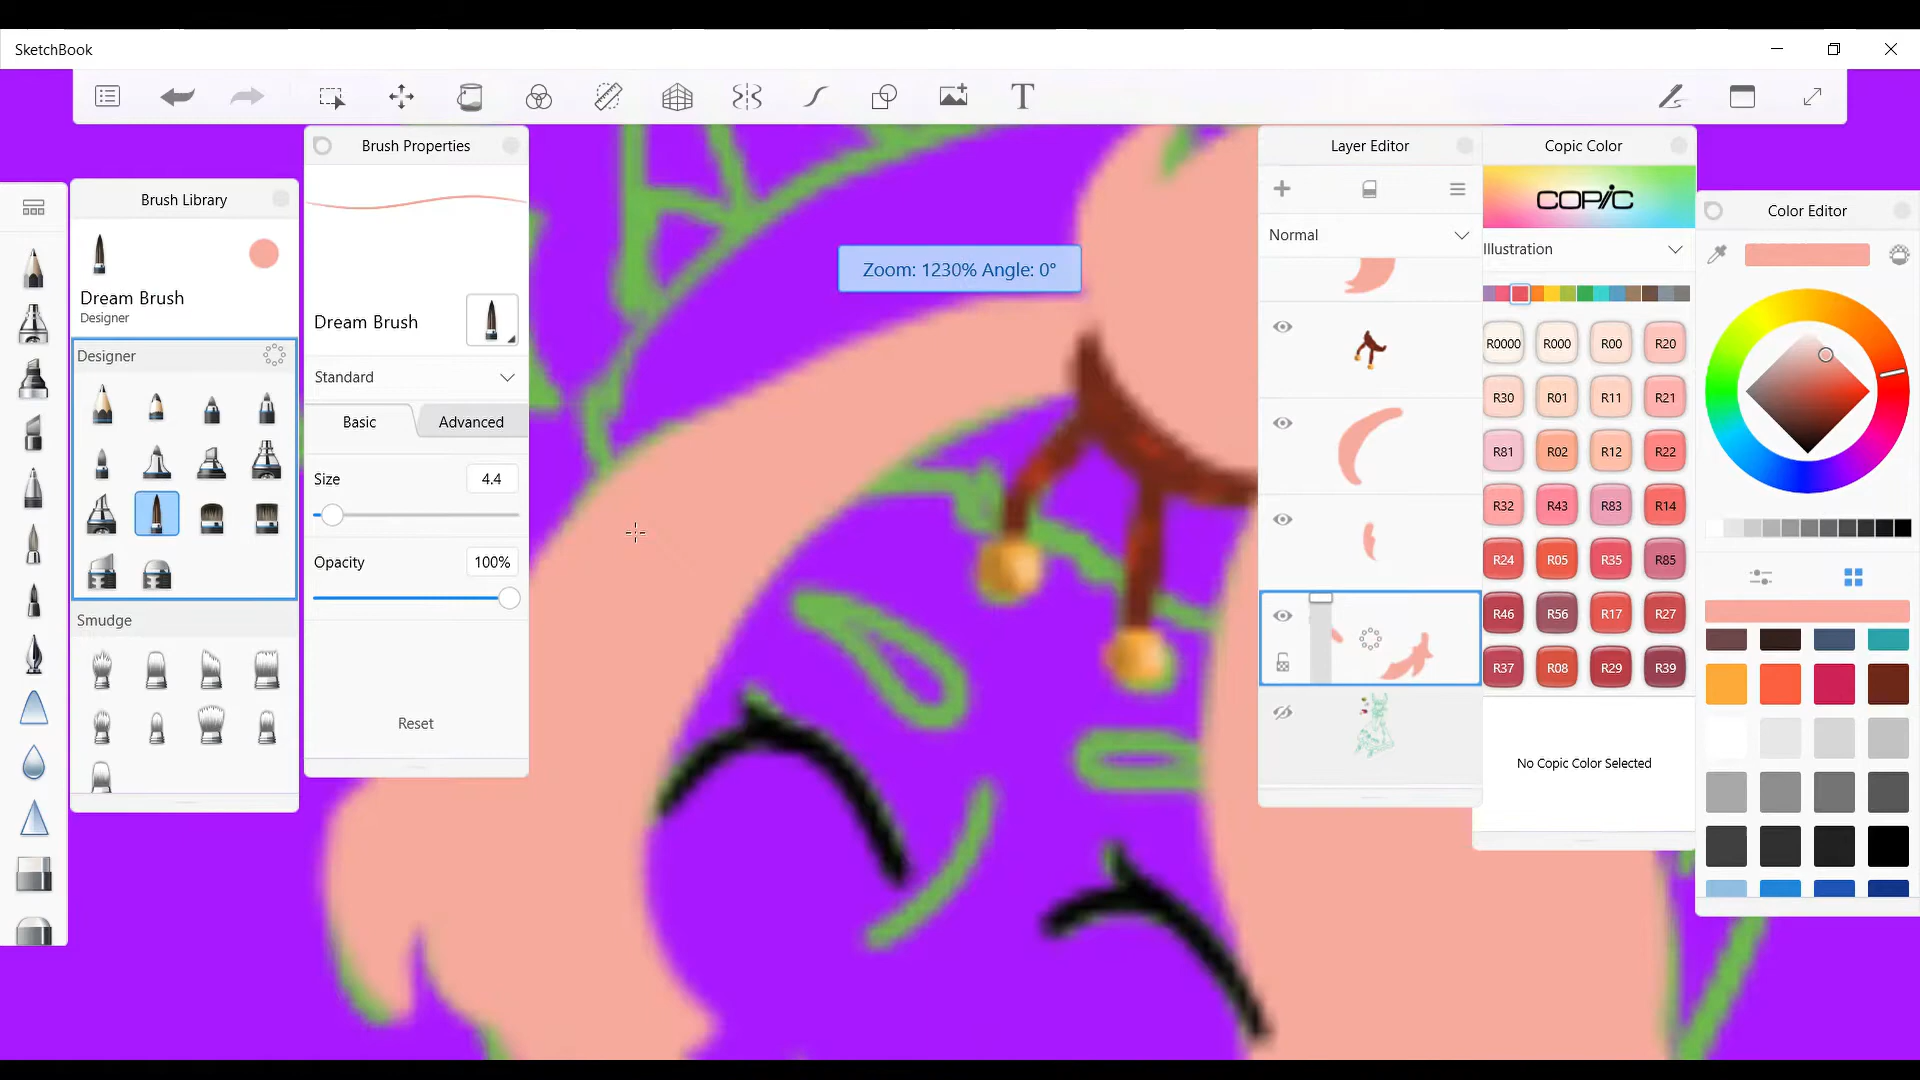 SketchBook
T
Brush Library
Dream Brush
Designer
Designer
Smudge
Brush Properties
Dream Brush
Standard
Basic
Advanced
Size
4.4
Opacity
100%
Reset
Zoom: 1230% Angle: 0°
Layer Editor
Normal
Copic Color
COPIC
Illustration
R0000
R000
R00
R20
R30
R01
R11
R21
R81
R02
R12
R22
R32
R43
R83
R14
R24
R05
R35
R85
R46
R56
R17
R27
R37
R08
R29
R39
No Copic Color Selected
Color Editor